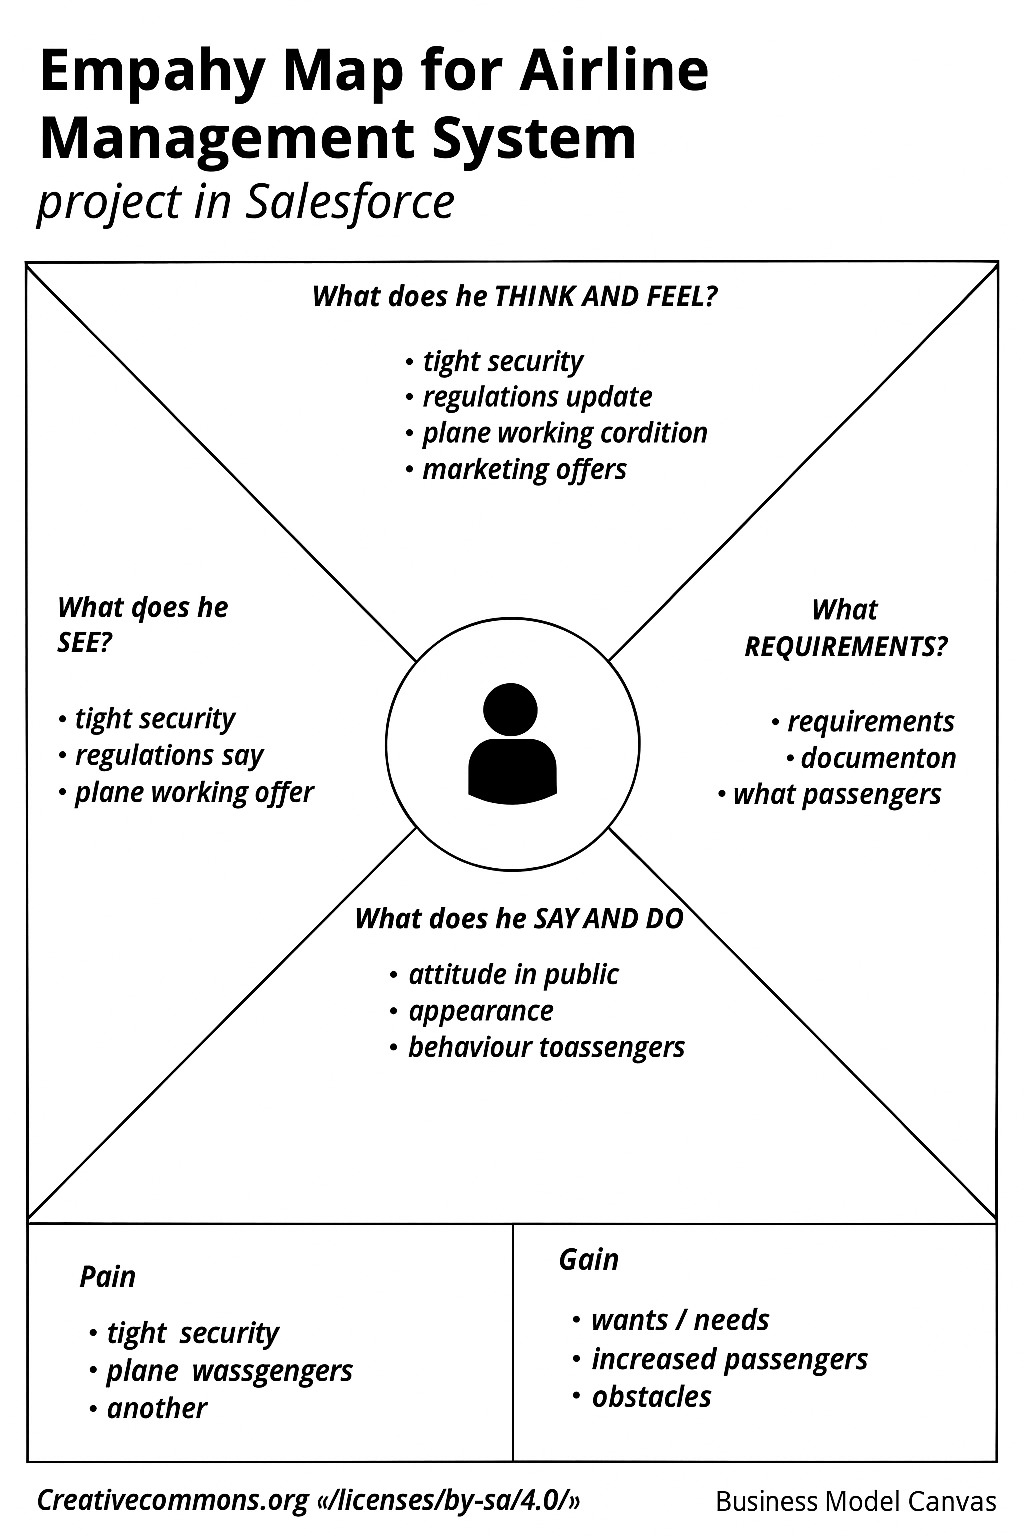 Empahy Map for Airline
Management System
project in Salesforce
What does he THINK AND FEEL?
• tight security
• regulations update
• plane working cordition
• marketing offers
What does he
SEE?
• tight security
• regulations say
• plane working offer
What
REQUIREMENTS?
• requirements
• documenton
• what passengers
What does he SAY AND DO
• attitude in public
• appearance
• behaviour toassengers
Pain
• tight security
• plane wassgengers
• another
Gain
• wants / needs
• increased passengers
• obstacles
Creativecommons.org «/licenses/by-sa/4.0/»
Business Model Canvas